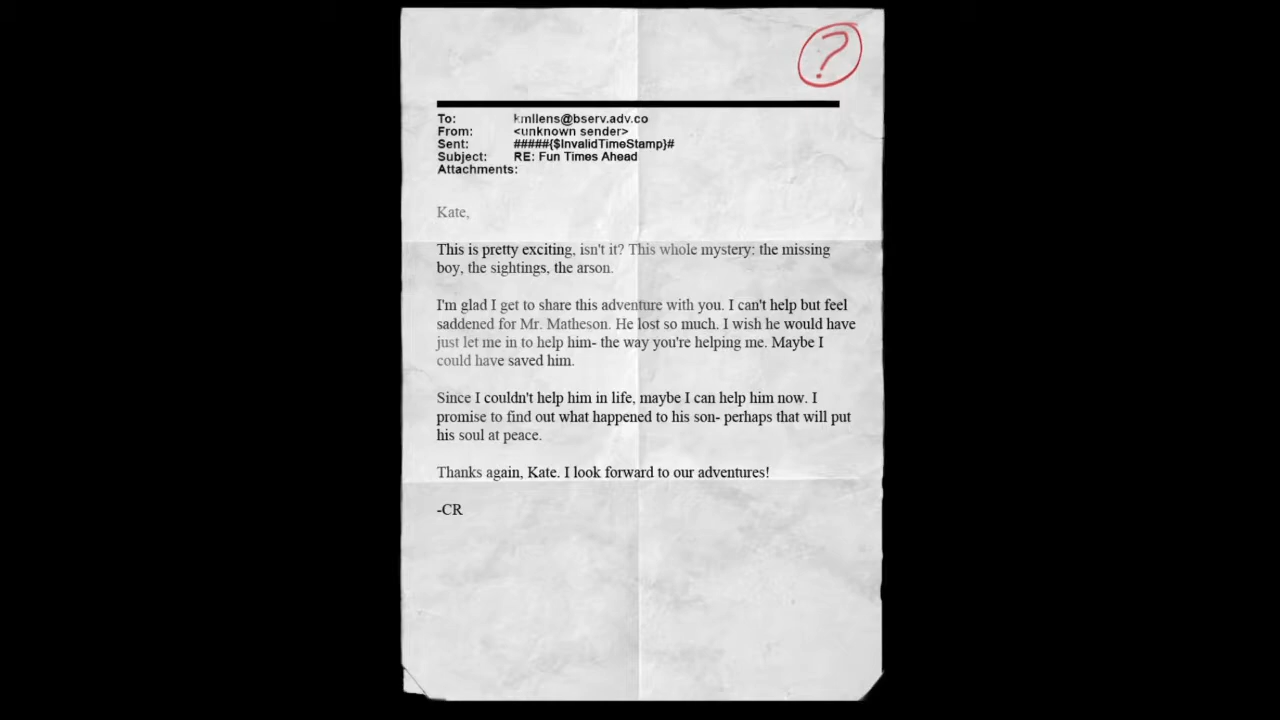 ?
To: kmilens@bserv.adv.co
From: <unknown sender>
Sent: #####{$InvalidTimeStamp}#
Subject: RE: Fun Times Ahead
Attachments:
Kate,
This is pretty exciting, isn't it? This whole mystery: the missing
boy, the sightings, the arson.
I'm glad I get to share this adventure with you. I can't help but feel
saddened for Mr. Matheson. He lost so much. I wish he would have
just let me in to help him- the way you're helping me. Maybe I
could have saved him.
Since I couldn't help him in life, maybe I can help him now. I
promise to find out what happened to his son- perhaps that will put
his soul at peace.
Thanks again, Kate. I look forward to our adventures!
-CR